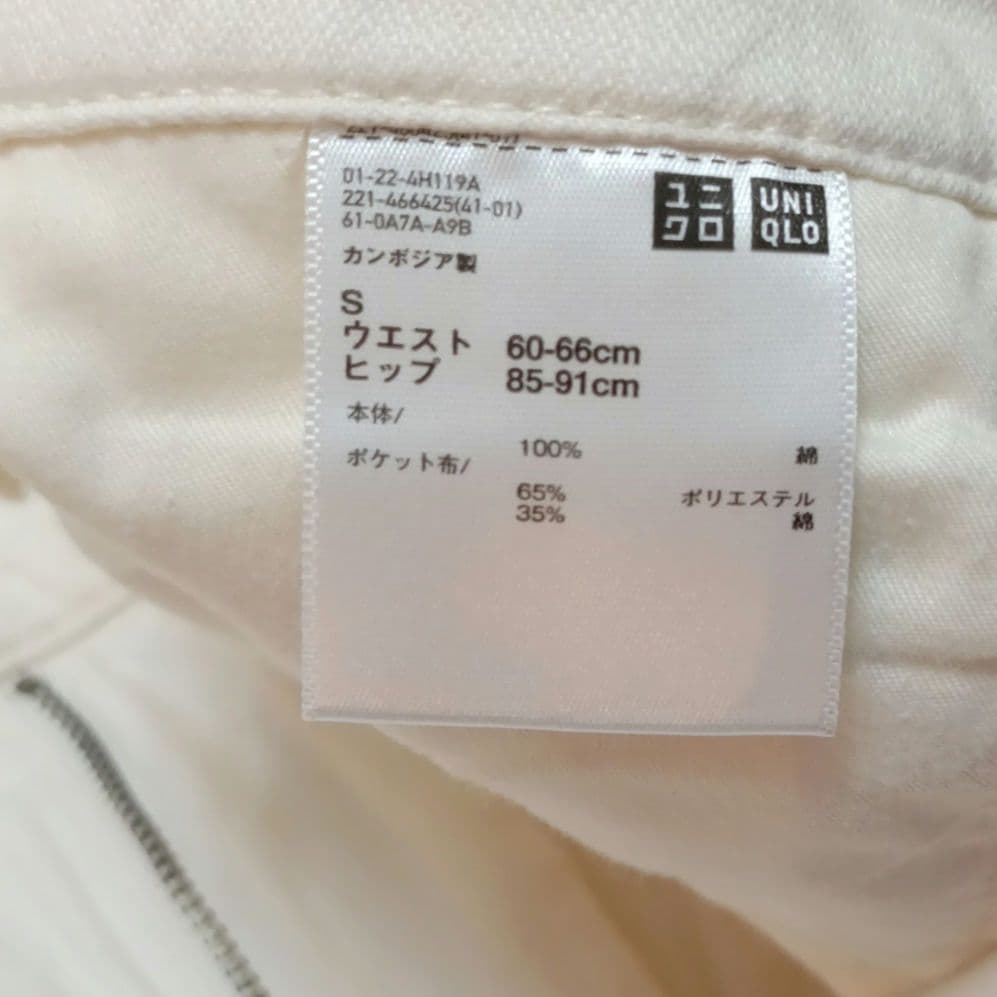 01-22-4H119A
221-466425(41-01)
61-0A7A-A9B
ユニクロ
UNIQLO
カンボジア製
S
ウエスト 60-66cm
ヒップ 85-91cm
本体/
100% 綿
ポケット布/
65% ポリエステル
35% 綿